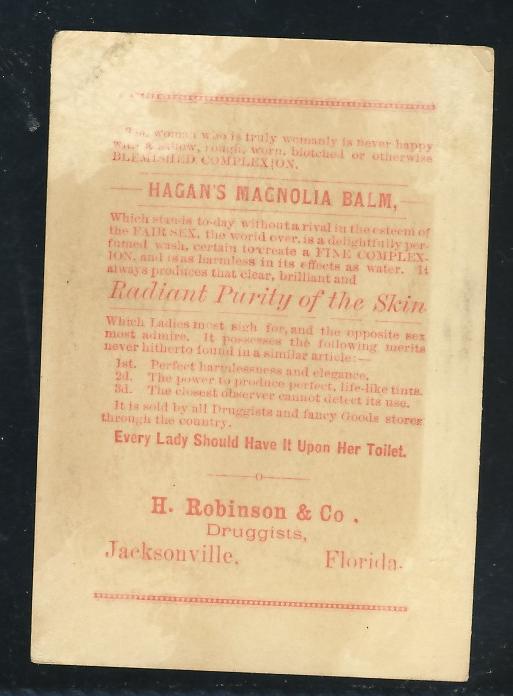 The woman who is truly womanly is never happy
with a sallow, rough, worn, blotched or otherwise
BLEMISHED COMPLEXION.
HAGAN'S MAGNOLIA BALM,
Which stands to-day without a rival in the esteem of
the FAIR SEX, the world over, is a delightfully per-
fumed wash, certain to create a FINE COMPLEX-
ION, and is as harmless in its effects as water. It
always produces that clear, brilliant and
Radiant Purity of the Skin
Which Ladies most sigh for, and the opposite sex
most admire. It possesses the following merits
never hitherto found in a similar article:—
1st. Perfect harmlessness and elegance.
2d. The power to produce perfect, life-like tints.
3d. The closest observer cannot detect its use.
It is sold by all Druggists and fancy Goods stores
through the country.
Every Lady Should Have It Upon Her Toilet.
H. Robinson & Co.
Druggists,
Jacksonville, Florida.